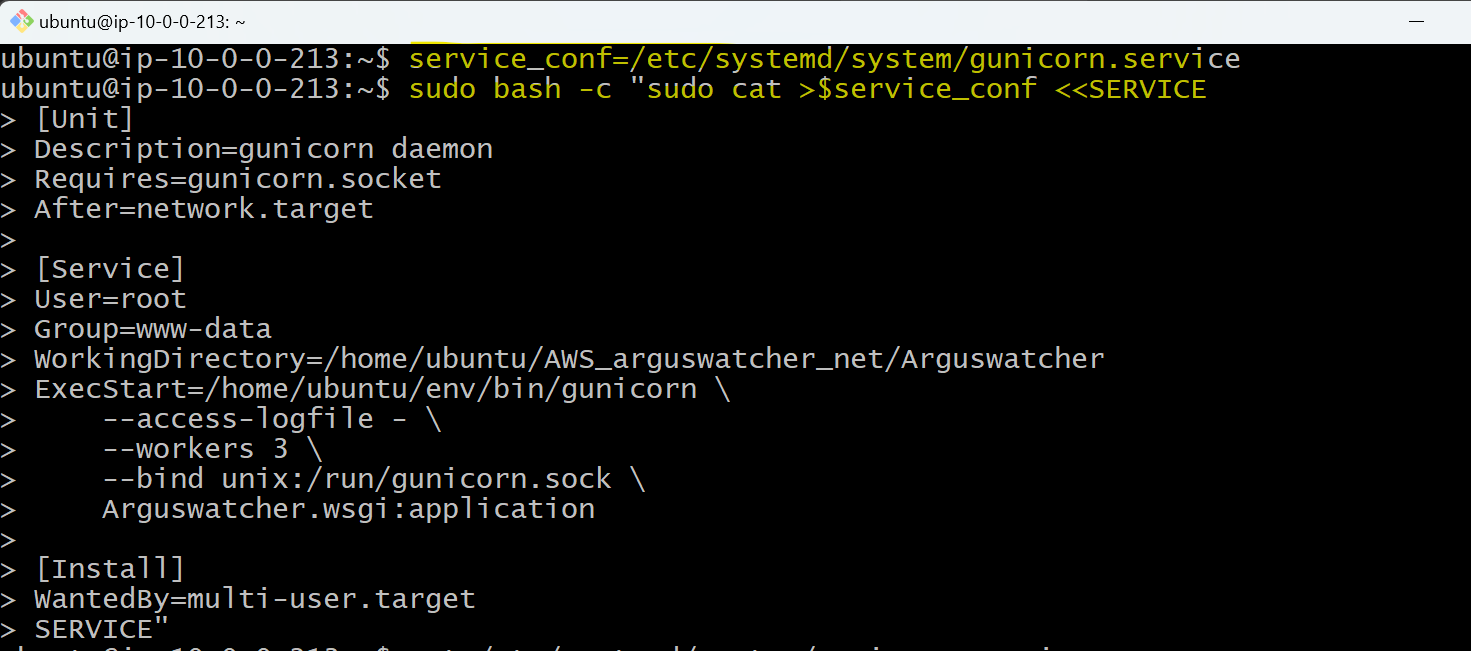 ubuntu@ip-10-0-0-213: ~
ubuntu@ip-10-0-0-213:~$ service_conf=/etc/systemd/system/gunicorn.service
ubuntu@ip-10-0-0-213:~$ sudo bash -c "sudo cat >$service_conf <<SERVICE
> [Unit]
> Description=gunicorn daemon
> Requires=gunicorn.socket
> After=network.target
>
> [Service]
> User=root
> Group=www-data
> WorkingDirectory=/home/ubuntu/AWS_arguswatcher_net/Arguswatcher
> ExecStart=/home/ubuntu/env/bin/gunicorn \
>     --access-logfile - \
>     --workers 3 \
>     --bind unix:/run/gunicorn.sock \
>     Arguswatcher.wsgi:application
>
> [Install]
> WantedBy=multi-user.target
> SERVICE"